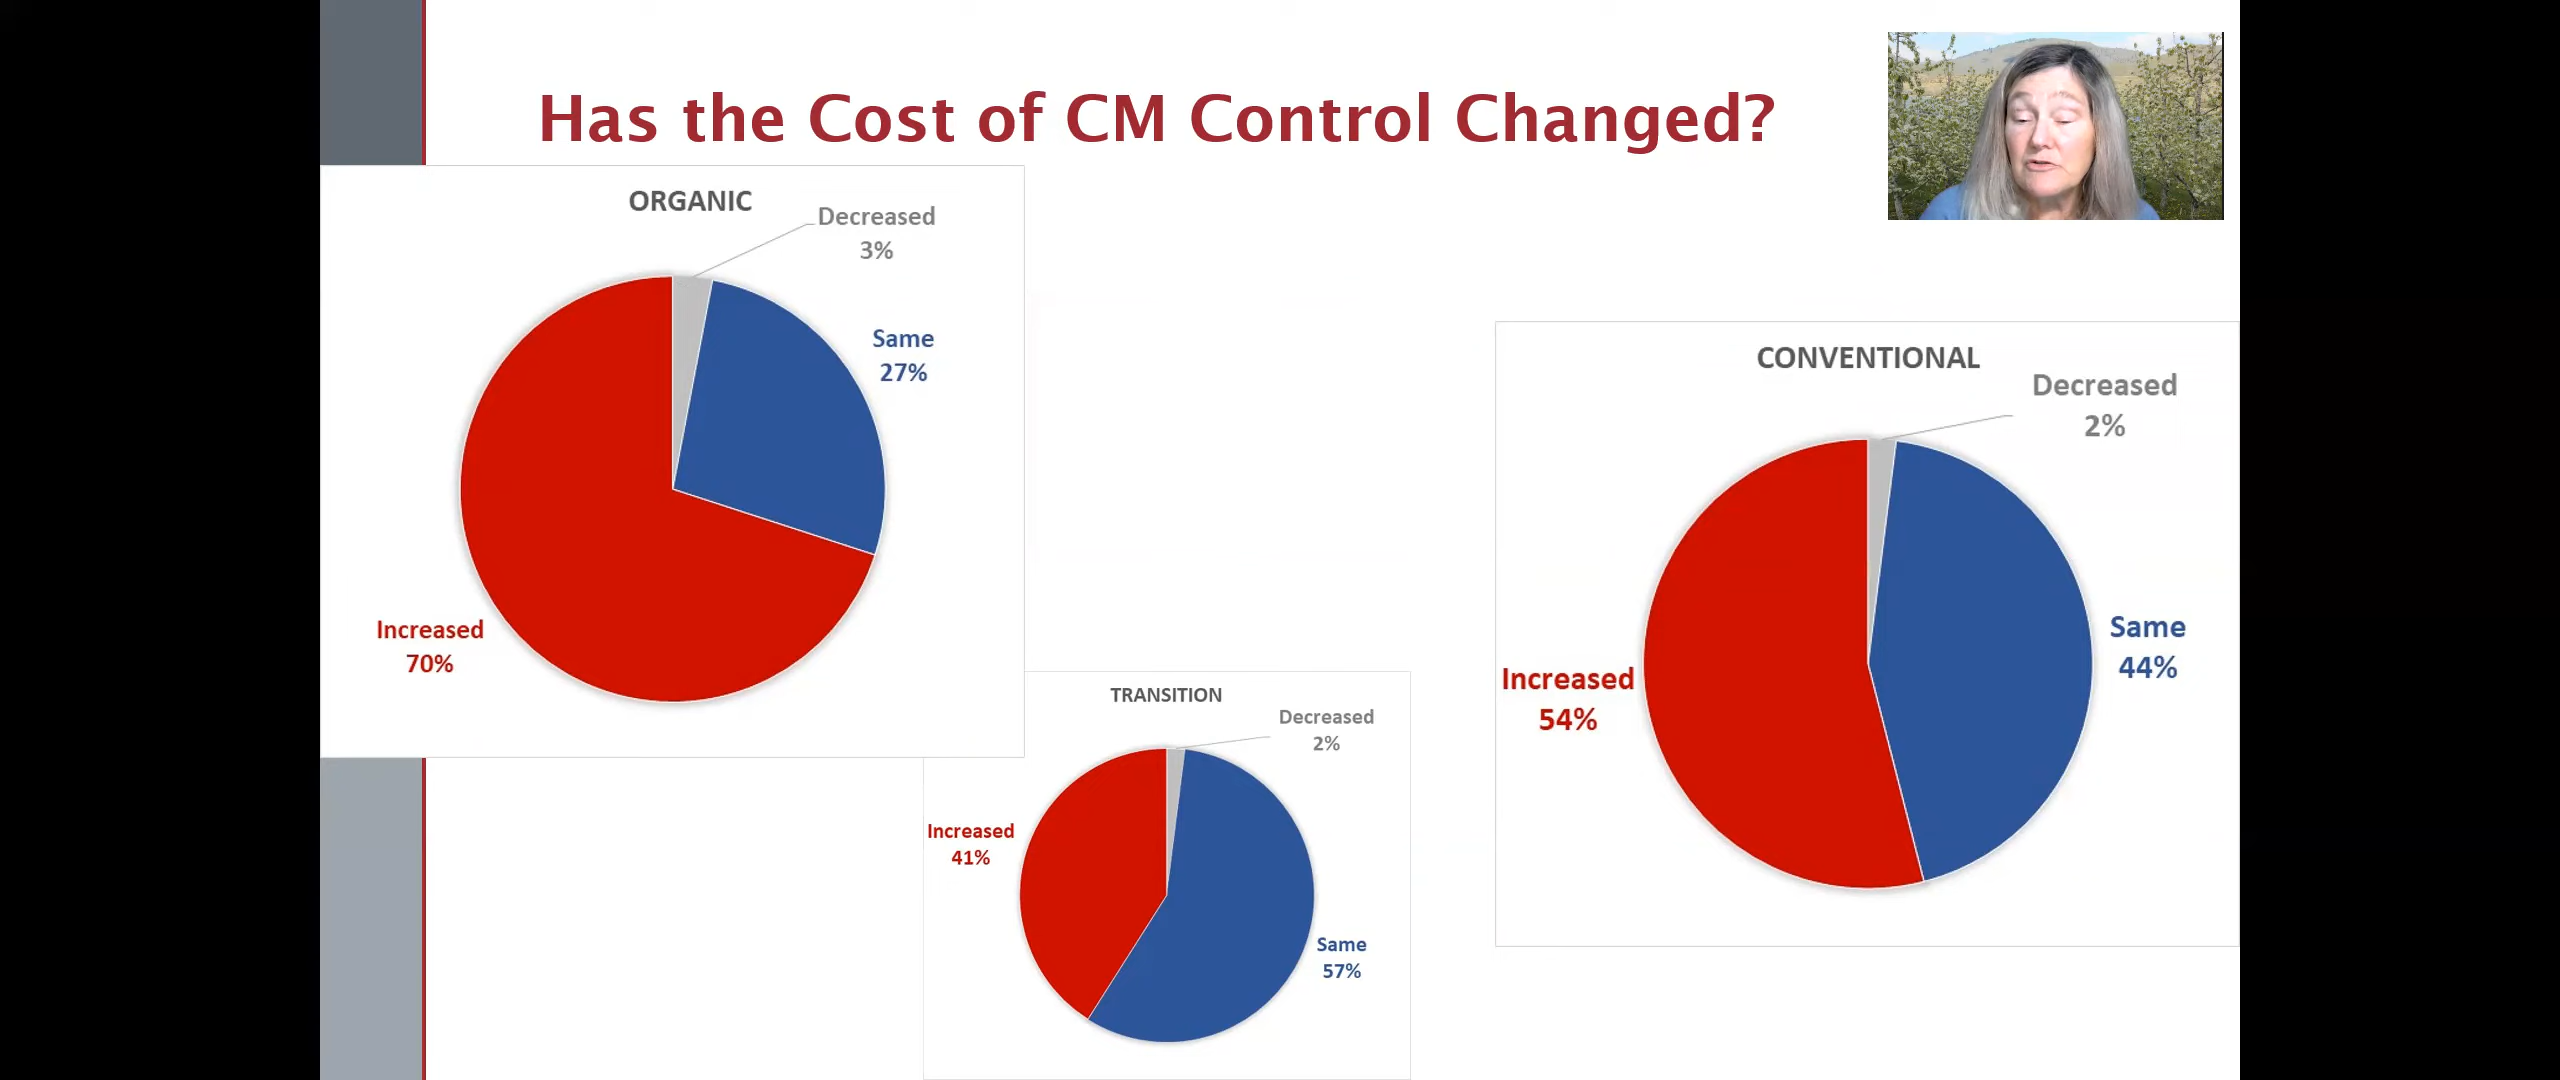 Has the Cost of CM Control Changed?
ORGANIC
Decreased
3%
Same
27%
Increased
70%
TRANSITION
Decreased
2%
Increased
41%
Same
57%
CONVENTIONAL
Decreased
2%
Same
44%
Increased
54%